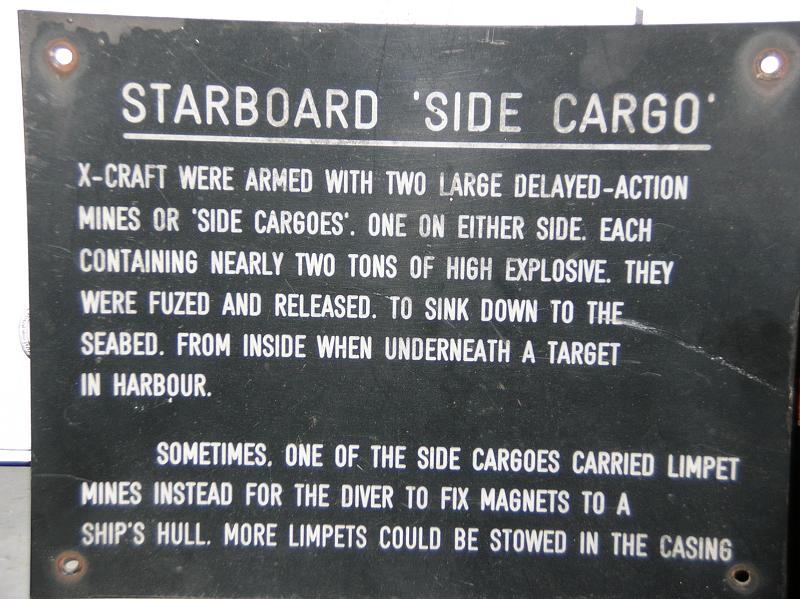 STARBOARD 'SIDE CARGO'
X-CRAFT WERE ARMED WITH TWO LARGE DELAYED-ACTION
MINES OR 'SIDE CARGOES'. ONE ON EITHER SIDE. EACH
CONTAINING NEARLY TWO TONS OF HIGH EXPLOSIVE. THEY
WERE FUZED AND RELEASED. TO SINK DOWN TO THE
SEABED. FROM INSIDE WHEN UNDERNEATH A TARGET
IN HARBOUR.
SOMETIMES. ONE OF THE SIDE CARGOES CARRIED LIMPET
MINES INSTEAD FOR THE DIVER TO FIX MAGNETS TO A
SHIP'S HULL. MORE LIMPETS COULD BE STOWED IN THE CASING